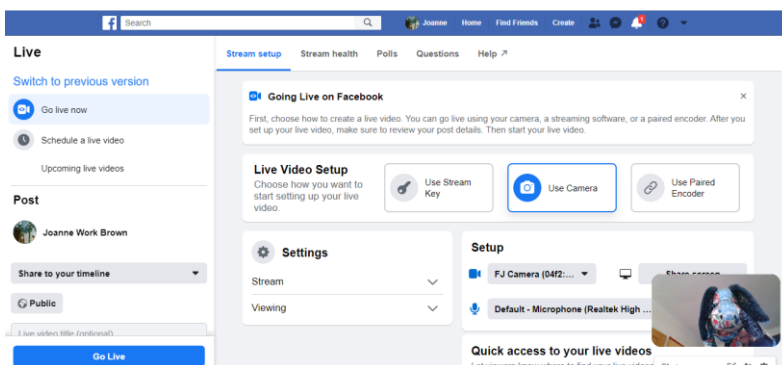 Search
Joanne Home Find Friends Create
Live
Switch to previous version
Go live now
Schedule a live video
Upcoming live videos
Post
Joanne Work Brown
Share to your timeline
Public
Live video title (optional)
Go Live
Stream setup Stream health Polls Questions Help
Going Live on Facebook
First, choose how to create a live video. You can go live using your camera, a streaming software, or a paired encoder. After you
set up your live video, make sure to review your post details. Then start your live video.
Live Video Setup
Choose how you want to
start setting up your live
video.
Use Stream
Key
Use Camera
Use Paired
Encoder
Settings
Stream
Viewing
Setup
FJ Camera (04f2:...
Share screen
Default - Microphone (Realtek High ...
Quick access to your live videos